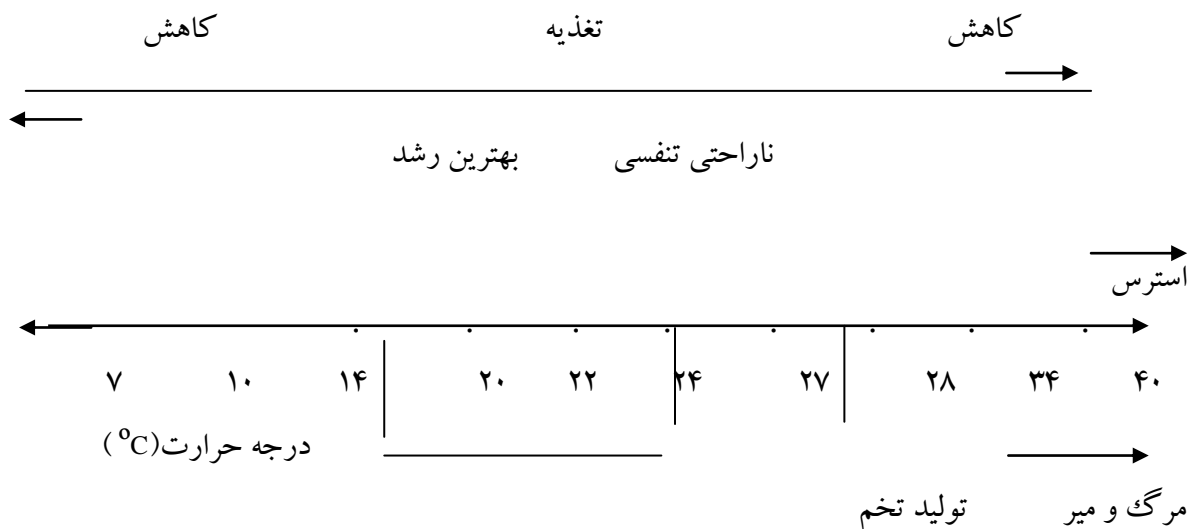 کاهش تغذیه کاهش
ناراحتی تنفسی بهترین رشد
استرس
۷ ۱۰ ۱۴ ۲۰ ۲۲ ۲۴ ۲۷ ۲۸ ۳۴ ۴۰
درجه حرارت(⁰C)
مرگ و میر تولید تخم